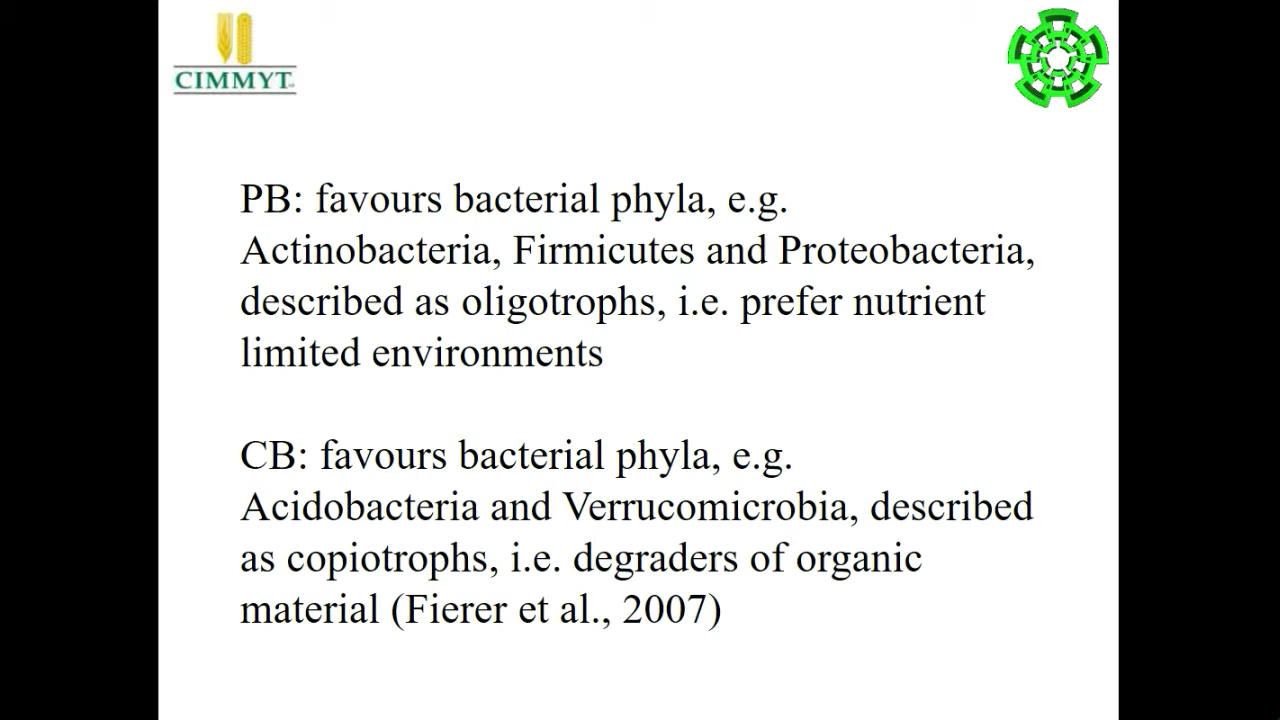 CIMMYT
PB: favours bacterial phyla, e.g.
Actinobacteria, Firmicutes and Proteobacteria,
described as oligotrophs, i.e. prefer nutrient
limited environments
CB: favours bacterial phyla, e.g.
Acidobacteria and Verrucomicrobia, described
as copiotrophs, i.e. degraders of organic
material (Fierer et al., 2007)